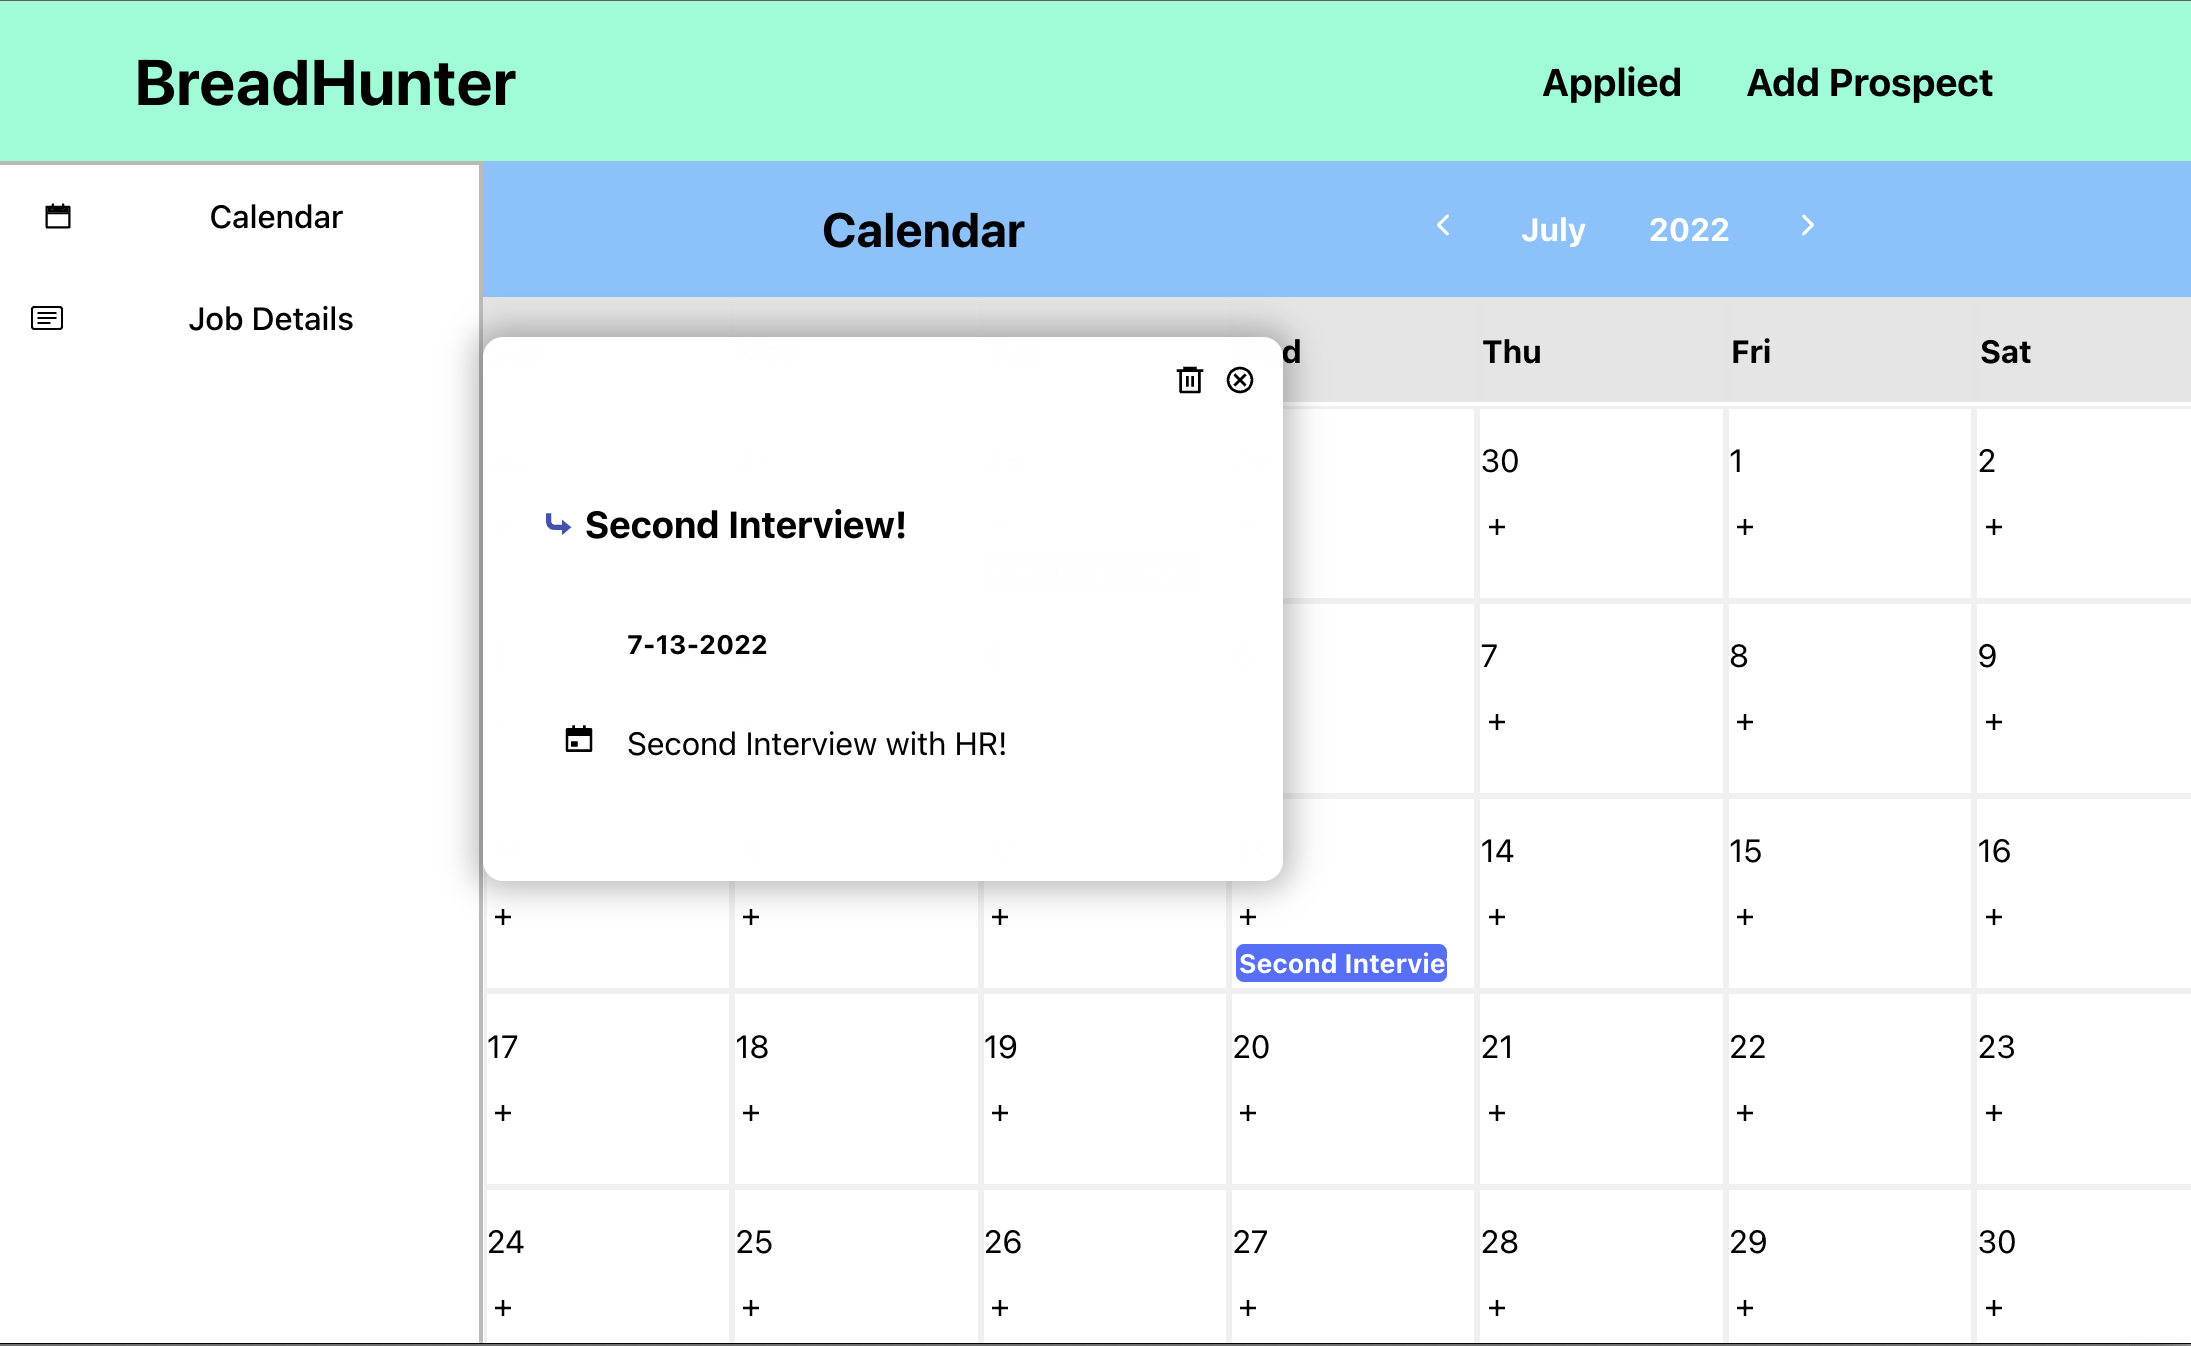 BreadHunter
Applied Add Prospect
Calendar
Job Details
Calendar
July 2022
d Thu Fri Sat
Second Interview!
7-13-2022
Second Interview with HR!
30 1 2
+ + +
7 8 9
+ + +
14 15 16
+ + + + + + +
Second Intervie
17 18 19 20 21 22 23
+ + + + + + +
24 25 26 27 28 29 30
+ + + + + + +